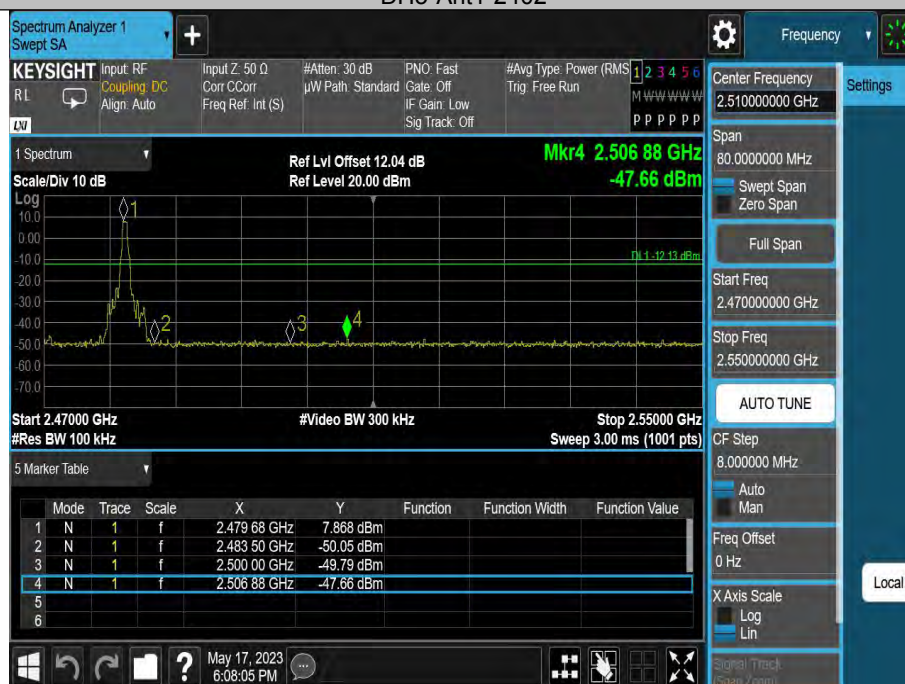 Spectrum Analyzer 1
Swept SA
+
Frequency
KEYSIGHT
RL
LXI
Input: RF
Coupling: DC
Align: Auto
Input Z: 50 Ω
Corr CCorr
Freq Ref: Int (S)
#Atten: 30 dB
µW Path: Standard
PNO: Fast
Gate: Off
IF Gain: Low
Sig Track: Off
#Avg Type: Power (RMS
Trig: Free Run
1 2 3 4 5 6
M W W W W W
P P P P P P
1 Spectrum
Scale/Div 10 dB
Ref Lvl Offset 12.04 dB
Ref Level 20.00 dBm
Mkr4 2.506 88 GHz
-47.66 dBm
Log
10.0
0.00
-10.0
-20.0
-30.0
-40.0
-50.0
-60.0
-70.0
1
2
3
4
DL1 -12.13 dBm
Start 2.47000 GHz
#Res BW 100 kHz
#Video BW 300 kHz
Stop 2.55000 GHz
Sweep 3.00 ms (1001 pts)
5 Marker Table
Mode Trace Scale X Y Function Function Width Function Value
1 N 1 f 2.479 68 GHz 7.868 dBm
2 N 1 f 2.483 50 GHz -50.05 dBm
3 N 1 f 2.500 00 GHz -49.79 dBm
4 N 1 f 2.506 88 GHz -47.66 dBm
5
6
May 17, 2023
6:08:05 PM
?
Center Frequency
2.510000000 GHz
Settings
Span
80.0000000 MHz
Swept Span
Zero Span
Full Span
Start Freq
2.470000000 GHz
Stop Freq
2.550000000 GHz
AUTO TUNE
CF Step
8.000000 MHz
Auto
Man
Freq Offset
0 Hz
X Axis Scale
Log
Lin
Local
Signal Track
(Span Zoom)